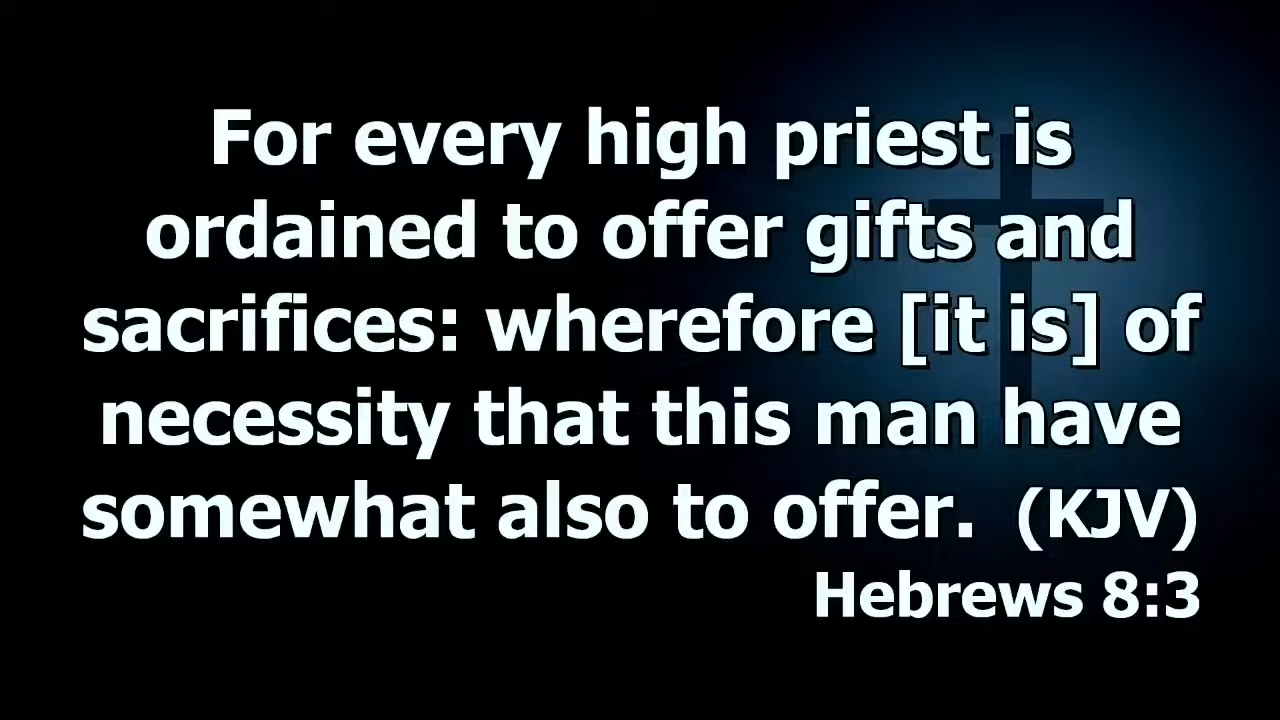 For every high priest is
ordained to offer gifts and
sacrifices: wherefore [it is] of
necessity that this man have
somewhat also to offer.  (KJV)
Hebrews 8:3